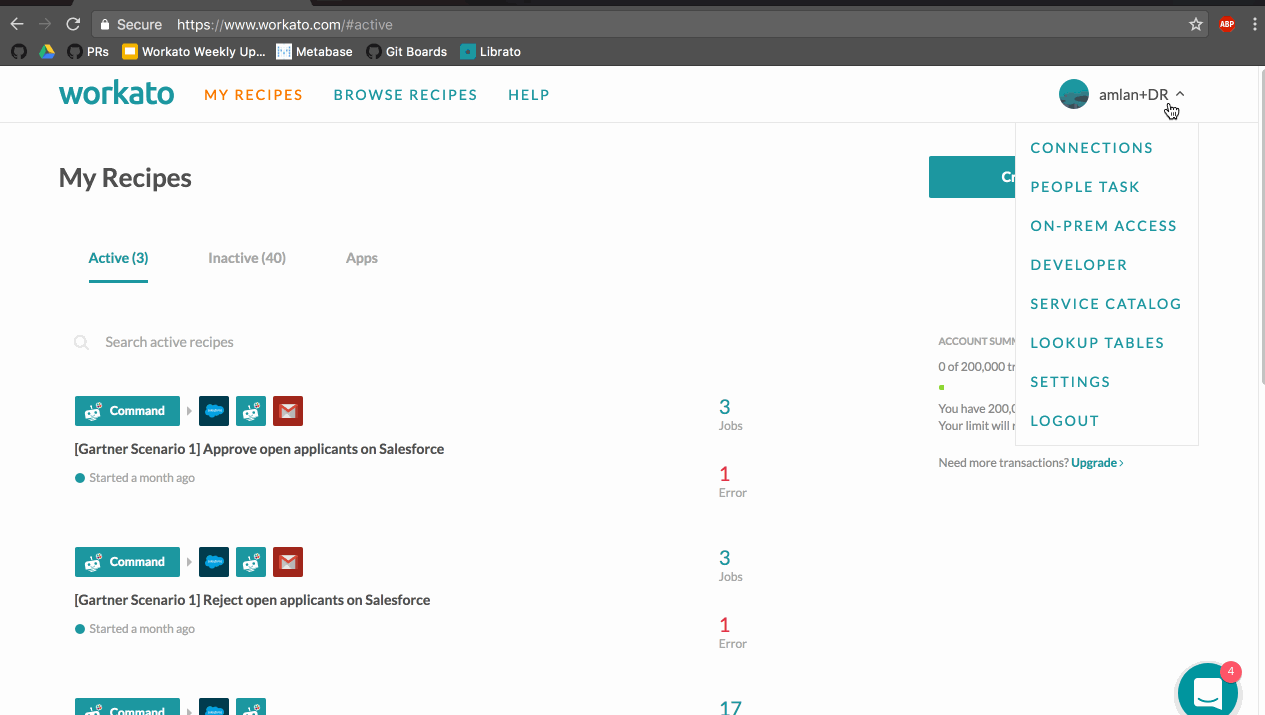 Secure https://www.workato.com/#active
ABP
PRs Workato Weekly Up... Metabase Git Boards Librato
workato MY RECIPES BROWSE RECIPES HELP amlan+DR
CONNECTIONS
PEOPLE TASK
ON-PREM ACCESS
DEVELOPER
SERVICE CATALOG
LOOKUP TABLES
SETTINGS
LOGOUT
My Recipes
Active (3) Inactive (40) Apps
Search active recipes
ACCOUNT SUMM
0 of 200,000 tr
You have 200,0
Your limit will r
Need more transactions? Upgrade
Command
3
Jobs
[Gartner Scenario 1] Approve open applicants on Salesforce
Started a month ago
1
Error
Command
3
Jobs
[Gartner Scenario 1] Reject open applicants on Salesforce
Started a month ago
1
Error
Command
17
4